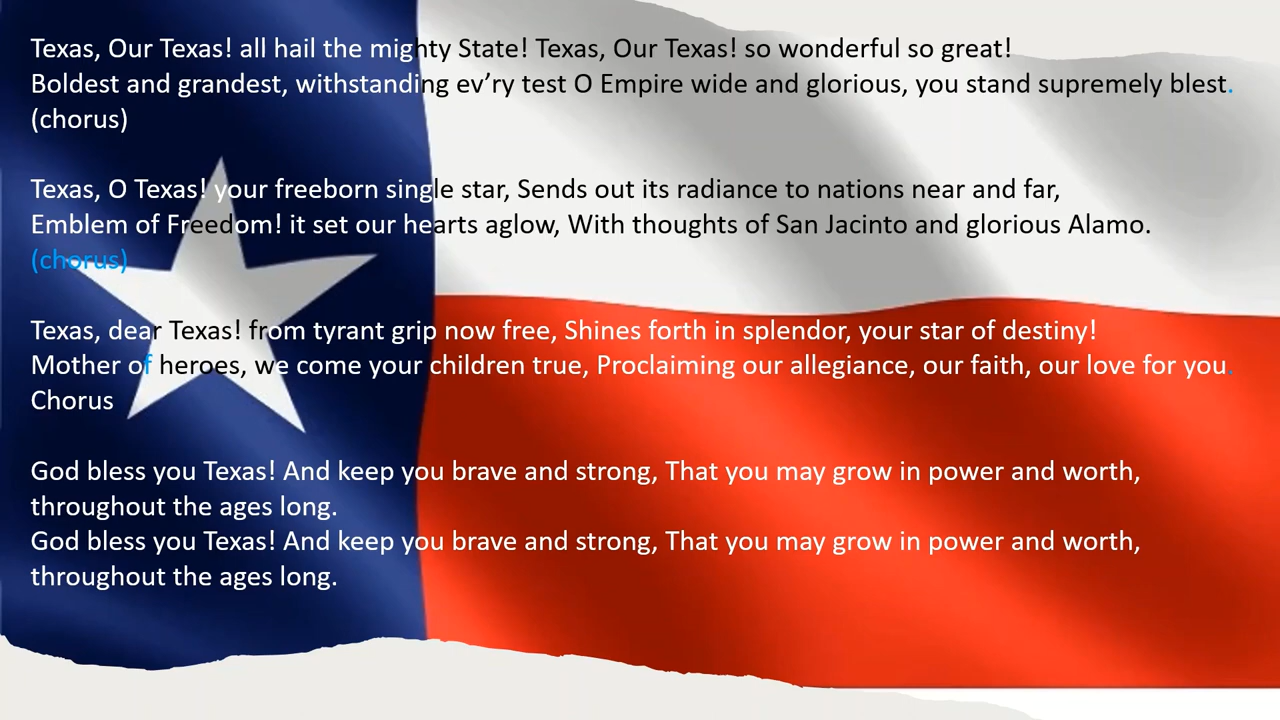 Texas, Our Texas! all hail the mighty State! Texas, Our Texas! so wonderful so great!
Boldest and grandest, withstanding ev’ry test O Empire wide and glorious, you stand supremely blest.
(chorus)
Texas, O Texas! your freeborn single star, Sends out its radiance to nations near and far,
Emblem of Freedom! it set our hearts aglow, With thoughts of San Jacinto and glorious Alamo.
(chorus)
Texas, dear Texas! from tyrant grip now free, Shines forth in splendor, your star of destiny!
Mother of heroes, we come your children true, Proclaiming our allegiance, our faith, our love for you.
Chorus
God bless you Texas! And keep you brave and strong, That you may grow in power and worth,
throughout the ages long.
God bless you Texas! And keep you brave and strong, That you may grow in power and worth,
throughout the ages long.